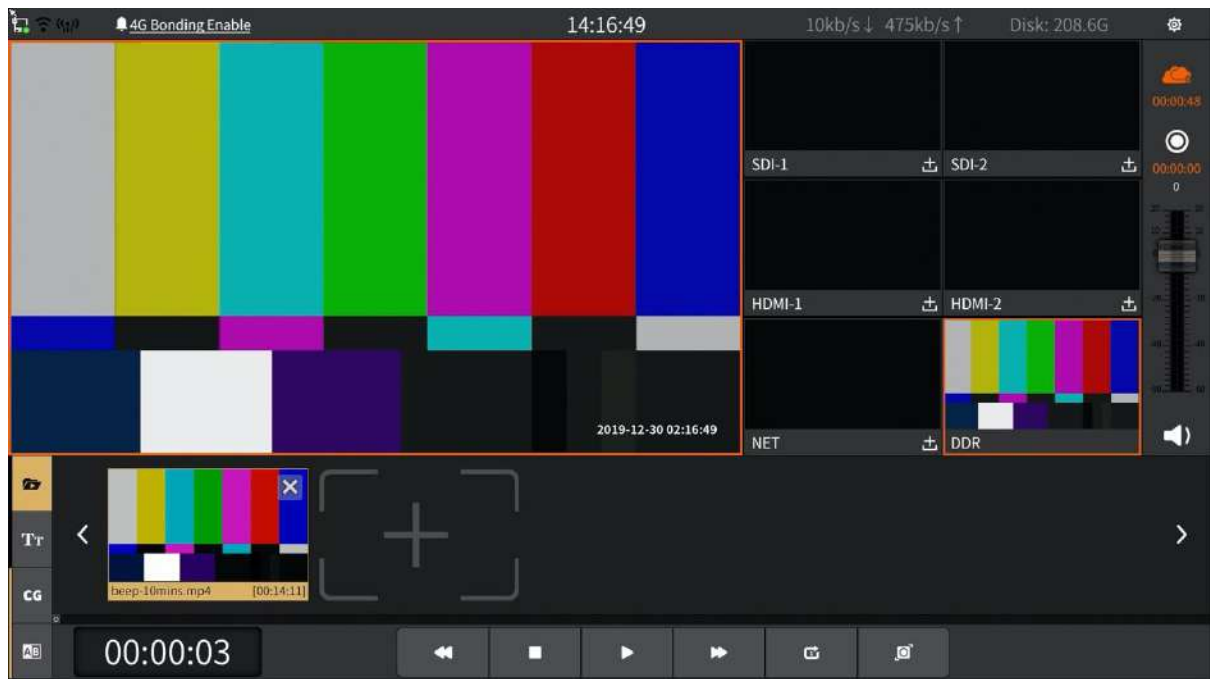 4G Bonding Enable
14:16:49
10kb/s↓ 475kb/s↑
Disk: 208.6G
00:00:48
00:00:00
0
SDI-1
SDI-2
HDMI-1
HDMI-2
2019-12-30 02:16:49
NET
DDR
beep-10mins.mp4 [00:14:11]
Tr
CG
AB
00:00:03